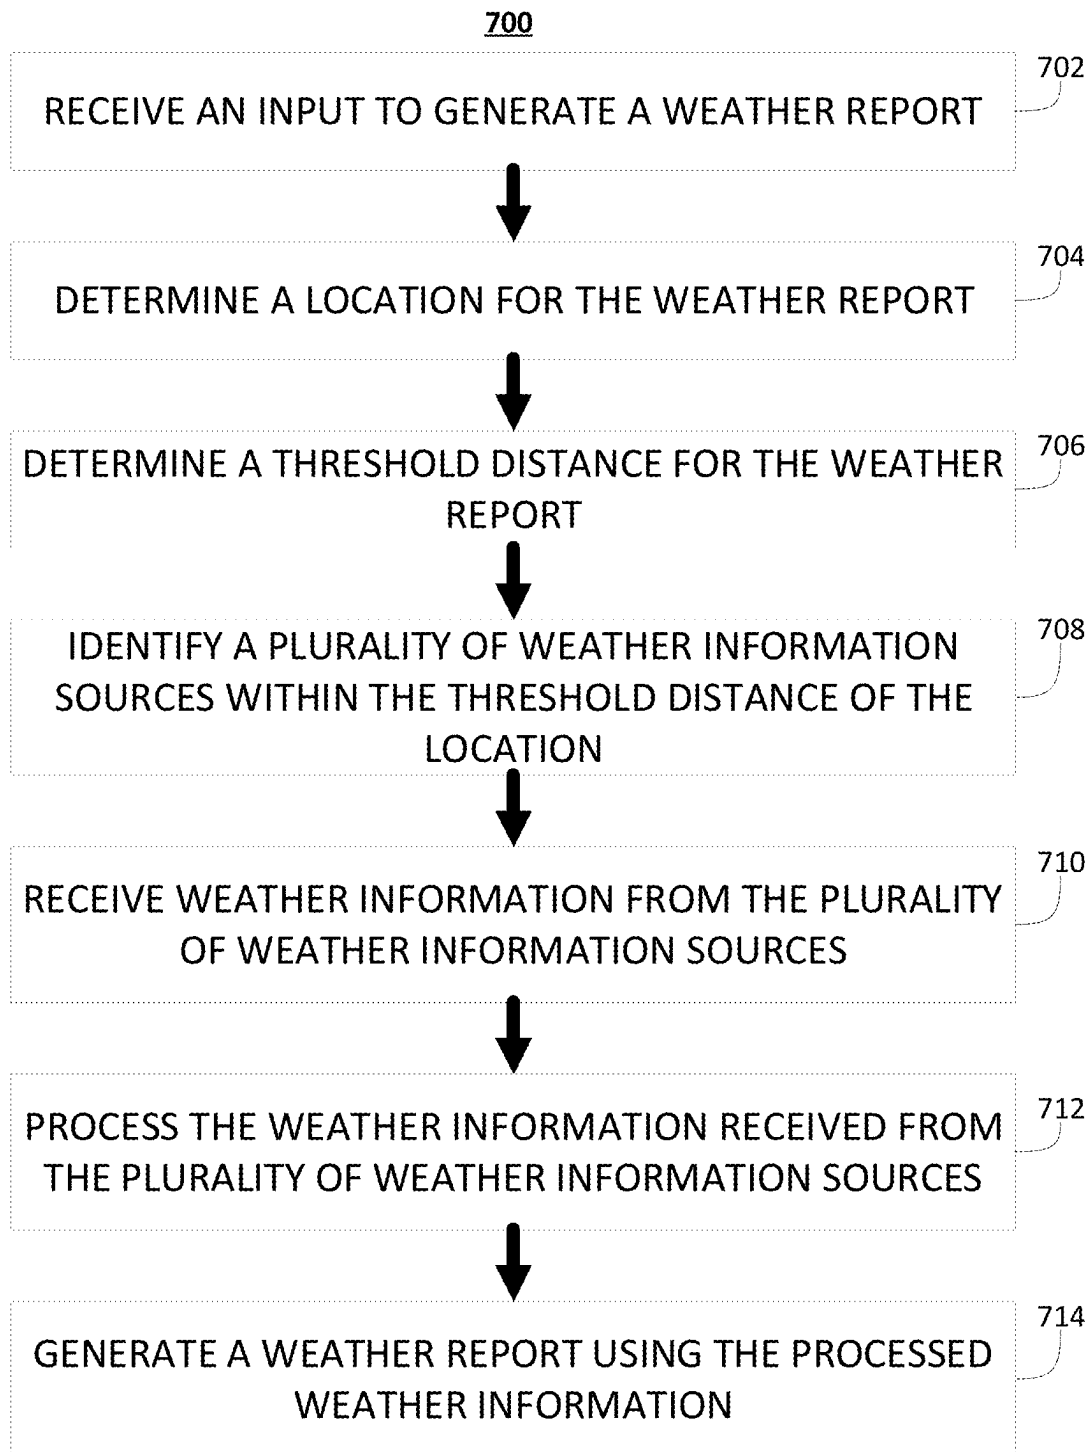 700
702
RECEIVE AN INPUT TO GENERATE A WEATHER REPORT
704
DETERMINE A LOCATION FOR THE WEATHER REPORT
706
DETERMINE A THRESHOLD DISTANCE FOR THE WEATHER
REPORT
708
IDENTIFY A PLURALITY OF WEATHER INFORMATION
SOURCES WITHIN THE THRESHOLD DISTANCE OF THE
LOCATION
710
RECEIVE WEATHER INFORMATION FROM THE PLURALITY
OF WEATHER INFORMATION SOURCES
712
PROCESS THE WEATHER INFORMATION RECEIVED FROM
THE PLURALITY OF WEATHER INFORMATION SOURCES
714
GENERATE A WEATHER REPORT USING THE PROCESSED
WEATHER INFORMATION